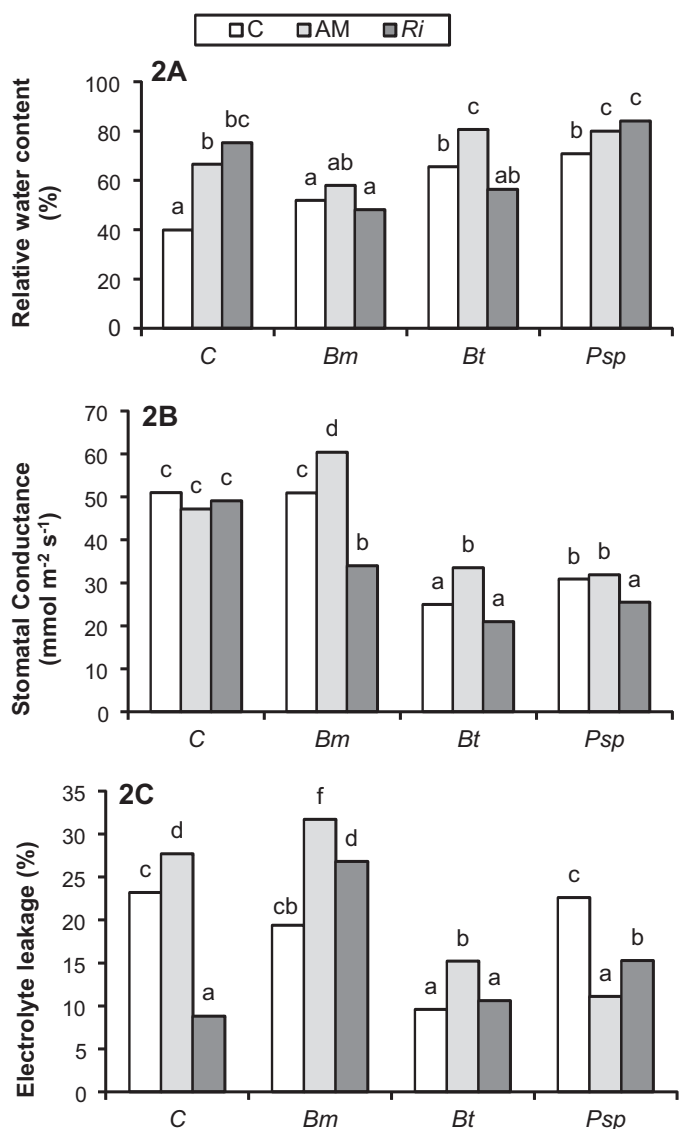 C AM Ri
2A
Relative water content
(%)
100
80
60
40
20
0
a b bc a ab a b c ab b c c
C Bm Bt Psp
2B
Stomatal Conductance
(mmol m⁻² s⁻¹)
70
60
50
40
30
20
10
0
c c c c d b a b a b b a
C Bm Bt Psp
2C
Electrolyte leakage (%)
35
30
25
20
15
10
5
0
c d a cb f d a b a c a b
C Bm Bt Psp